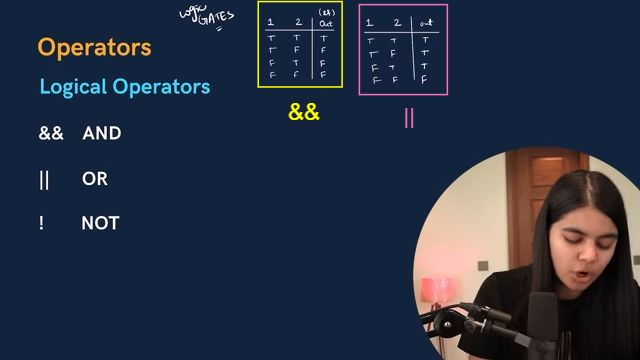 Logic
GATES
Operators
Logical Operators
&& AND
|| OR
! NOT
(&&)
1 2 Out
T T T
T F F
F T F
F F F
&&
1 2 out
T T T
T F T
F T T
F F F
||